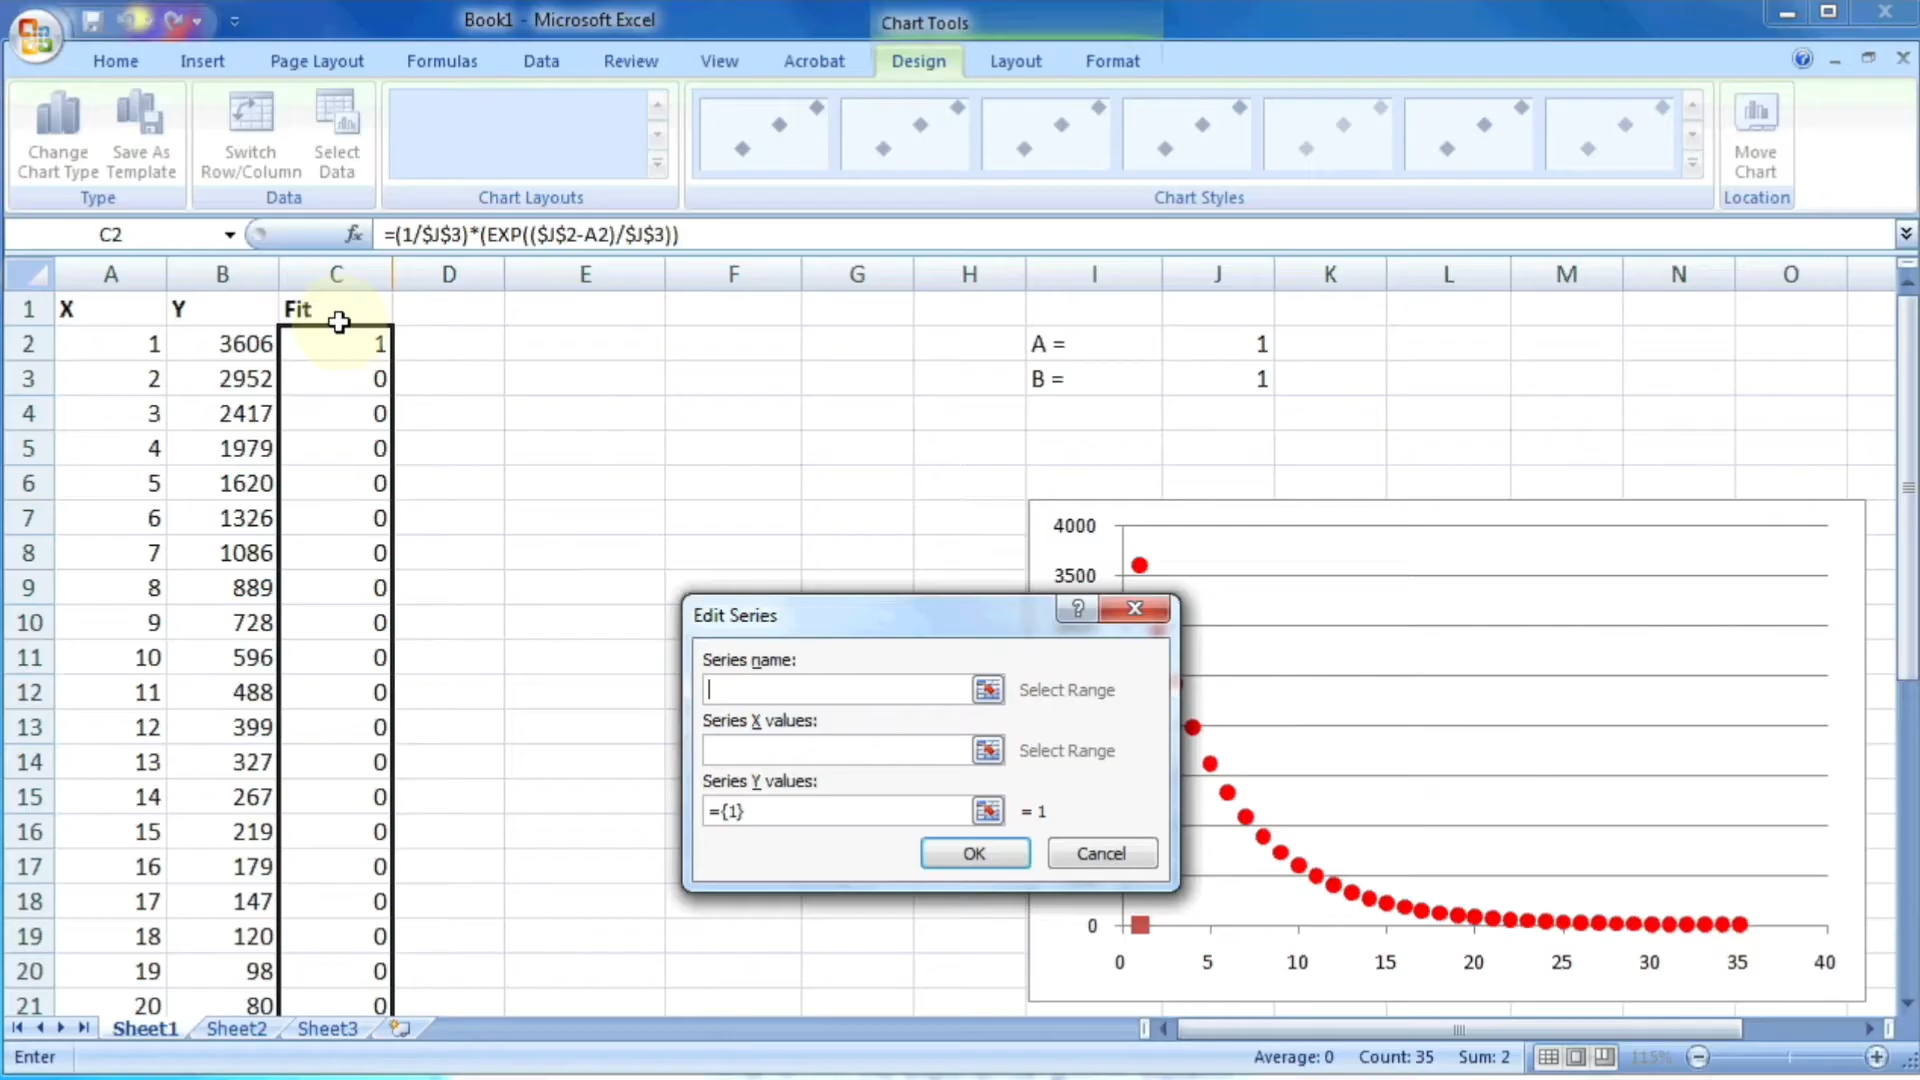 Book1 - Microsoft Excel
Chart Tools
Home Insert Page Layout Formulas Data Review View Acrobat Design Layout Format
Change Chart Type
Save As Template
Switch Row/Column
Select Data
Move Chart
Type Data Chart Layouts Chart Styles Location
C2 fx =(1/$J$3)*(EXP(($J$2-A2)/$J$3))
A B C D E F G H I J K L M N O
1 X Y Fit
2 1 3606 1 A = 1
3 2 2952 0 B = 1
4 3 2417 0
5 4 1979 0
6 5 1620 0
7 6 1326 0
8 7 1086 0
9 8 889 0
10 9 728 0
11 10 596 0
12 11 488 0
13 12 399 0
14 13 327 0
15 14 267 0
16 15 219 0
17 16 179 0
18 17 147 0
19 18 120 0
20 19 98 0
21 20 80 0
4000
3500
0
0 5 10 15 20 25 30 35 40
Edit Series
?
Series name:
Select Range
Series X values:
Select Range
Series Y values:
={1} = 1
OK Cancel
Sheet1 Sheet2 Sheet3
Enter Average: 0 Count: 35 Sum: 2 115%